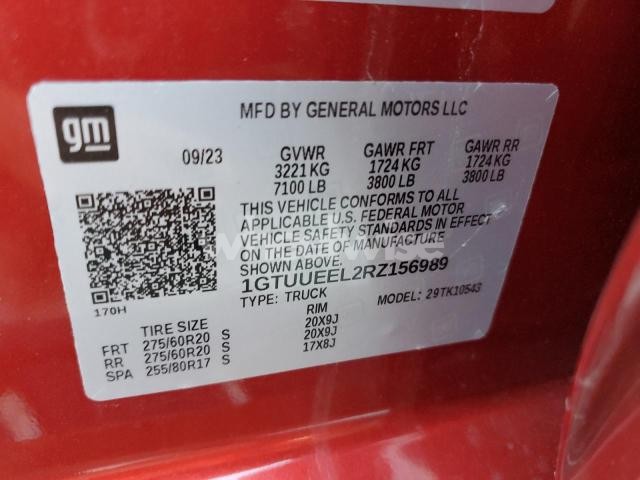 gm
MFD BY GENERAL MOTORS LLC
09/23 GVWR GAWR FRT GAWR RR
3221 KG 1724 KG 1724 KG
7100 LB 3800 LB 3800 LB
THIS VEHICLE CONFORMS TO ALL
APPLICABLE U.S. FEDERAL MOTOR
VEHICLE SAFETY STANDARDS IN EFFECT
ON THE DATE OF MANUFACTURE
SHOWN ABOVE.
1GTUUEEL2RZ156989
TYPE: TRUCK MODEL: 29TK10543
170H
TIRE SIZE RIM
FRT 275/60R20 S 20X9J
RR 275/60R20 S 20X9J
SPA 255/80R17 S 17X8J